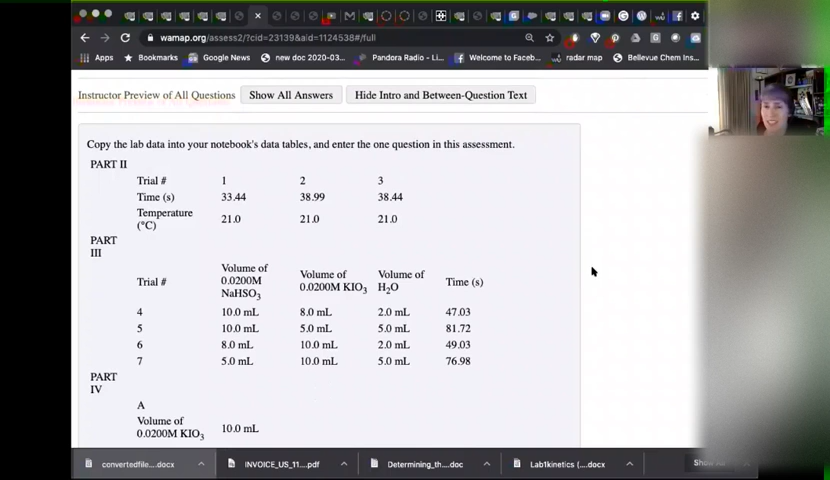 wamap.org/assess2/?cid=23139&aid=1124538#/full
Apps Bookmarks Google News new doc 2020-03... Pandora Radio - Li... Welcome to Faceb... radar map Bellevue Chem Ins...
Instructor Preview of All Questions Show All Answers Hide Intro and Between-Question Text
Copy the lab data into your notebook's data tables, and enter the one question in this assessment.
PART II
Trial # 1 2 3
Time (s) 33.44 38.99 38.44
Temperature (°C) 21.0 21.0 21.0
PART
III
Trial # Volume of 0.0200M NaHSO3 Volume of 0.0200M KIO3 Volume of H2O Time (s)
4 10.0 mL 8.0 mL 2.0 mL 47.03
5 10.0 mL 5.0 mL 5.0 mL 81.72
6 8.0 mL 10.0 mL 2.0 mL 49.03
7 5.0 mL 10.0 mL 5.0 mL 76.98
PART
IV
A
Volume of 0.0200M KIO3 10.0 mL
convertedfile....docx INVOICE_US_11....pdf Determining_th....doc Lab1kinetics (....docx